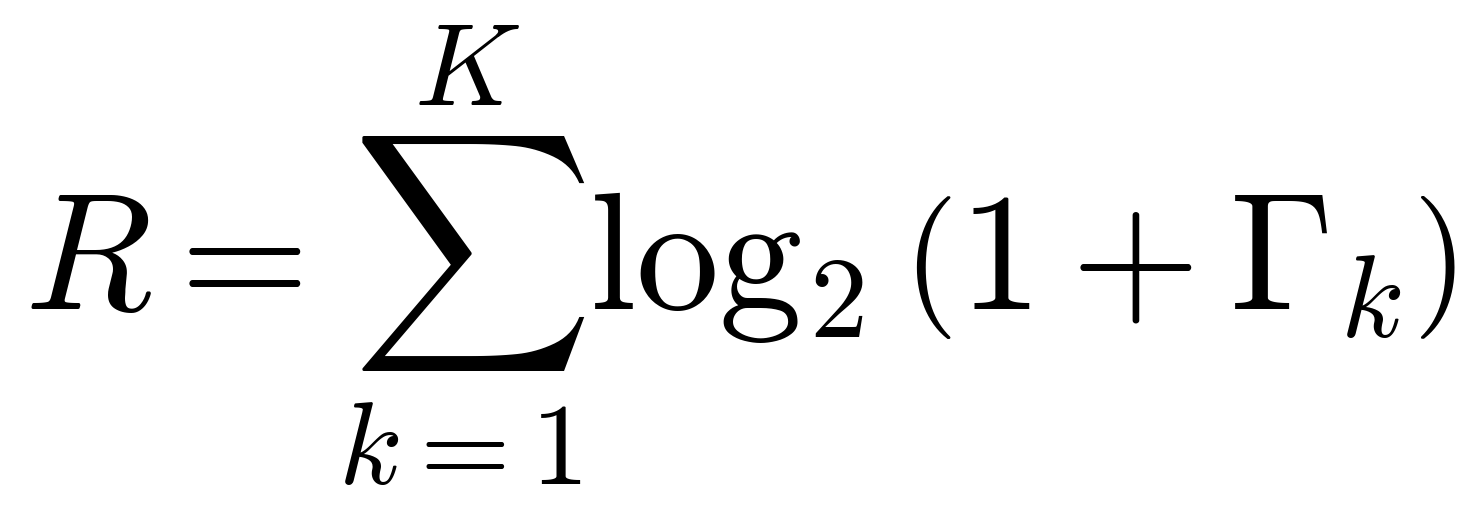 R = \sum_{k=1}^{K} \log_2 (1 + \Gamma_k)